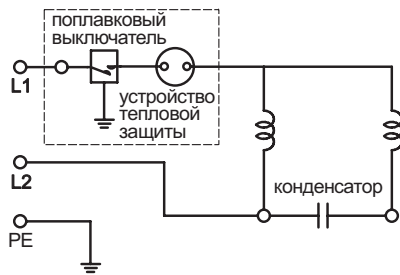 поплавковый
выключатель
L1
устройство
тепловой
защиты
L2
конденсатор
PE